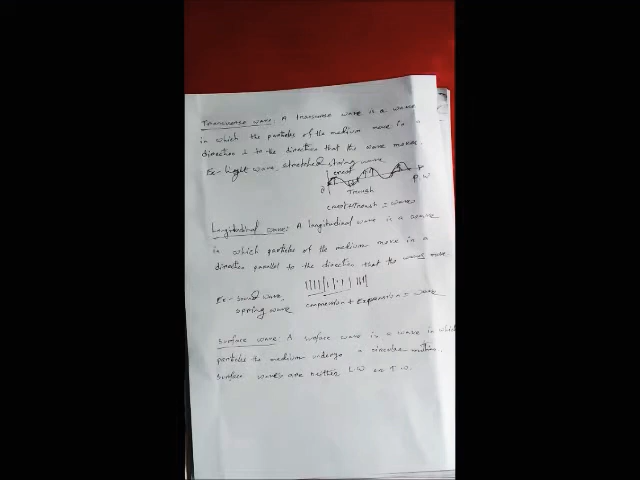 Transverse wave: A transverse wave is a wave
in which the particles of the medium move in a
direction ⊥ to the direction that the wave moves.
Ex- Light wave, stretched string wave
crest
P
P. W
Trough
crest + trough = wave
Longitudinal wave: A longitudinal wave is a wave
in which particles of the medium move in a
direction parallel to the direction that the wave move
Ex- sound wave,
spring wave
compression + Expansion = wave
Surface wave: A surface wave is a wave in which
particles to medium undergo a circular motion.
Surface waves are neither L.W or T.